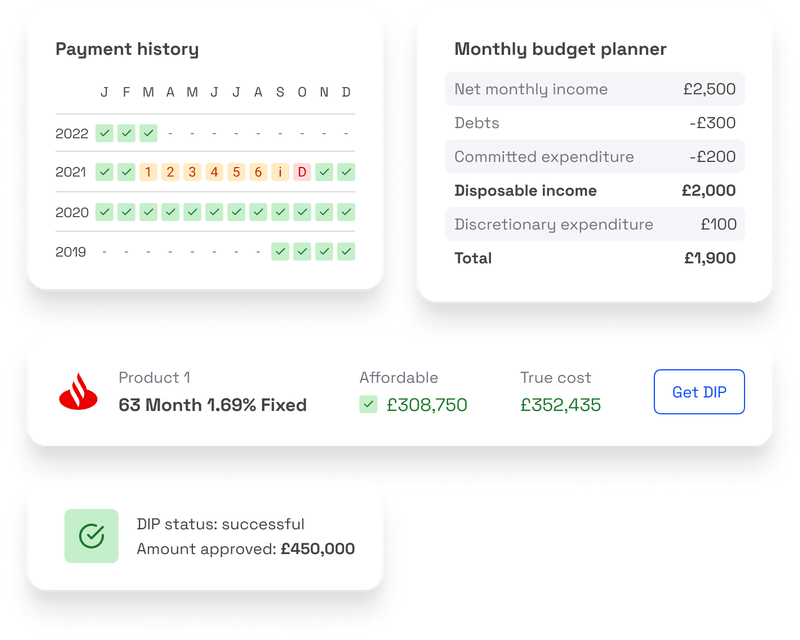 Payment history
J F M A M J J A S O N D
2022 ✓ ✓ ✓ - - - - - - - - -
2021 ✓ ✓ 1 2 3 4 5 6 i D ✓ ✓
2020 ✓ ✓ ✓ ✓ ✓ ✓ ✓ ✓ ✓ ✓ ✓ ✓
2019 - - - - - - - - ✓ ✓ ✓ ✓
Monthly budget planner
Net monthly income £2,500
Debts -£300
Committed expenditure -£200
Disposable income £2,000
Discretionary expenditure £100
Total £1,900
Product 1 Affordable True cost
63 Month 1.69% Fixed ✓ £308,750 £352,435 Get DIP
DIP status: successful
Amount approved: £450,000